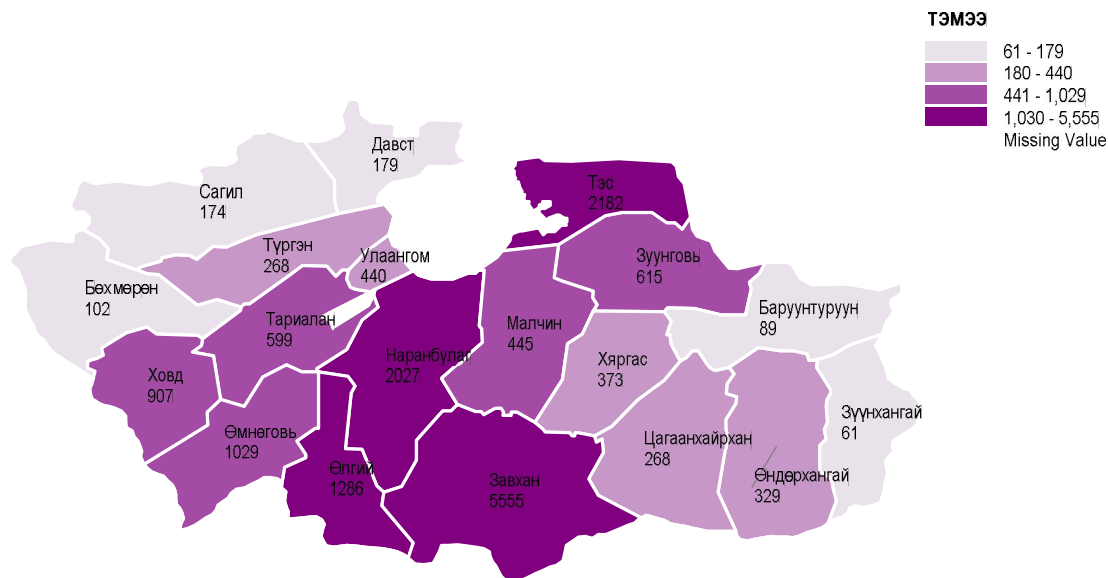 ТЭМЭЭ
61 - 179
180 - 440
441 - 1,029
1,030 - 5,555
Missing Value
Давст
179
Сагил
174
Тэс
2182
Түргэн
268
Улаангом
440
Зуунговь
615
Бөхмөрөн
102
Баруунтуруун
89
Тариалан
599
Малчин
445
Наранбулаг
2027
Хяргас
373
Ховд
907
Зүүнхангай
61
Өмнөговь
1029
Цагаанхайрхан
268
Өлгий
1286
Завхан
5555
Өндөрхангай
329